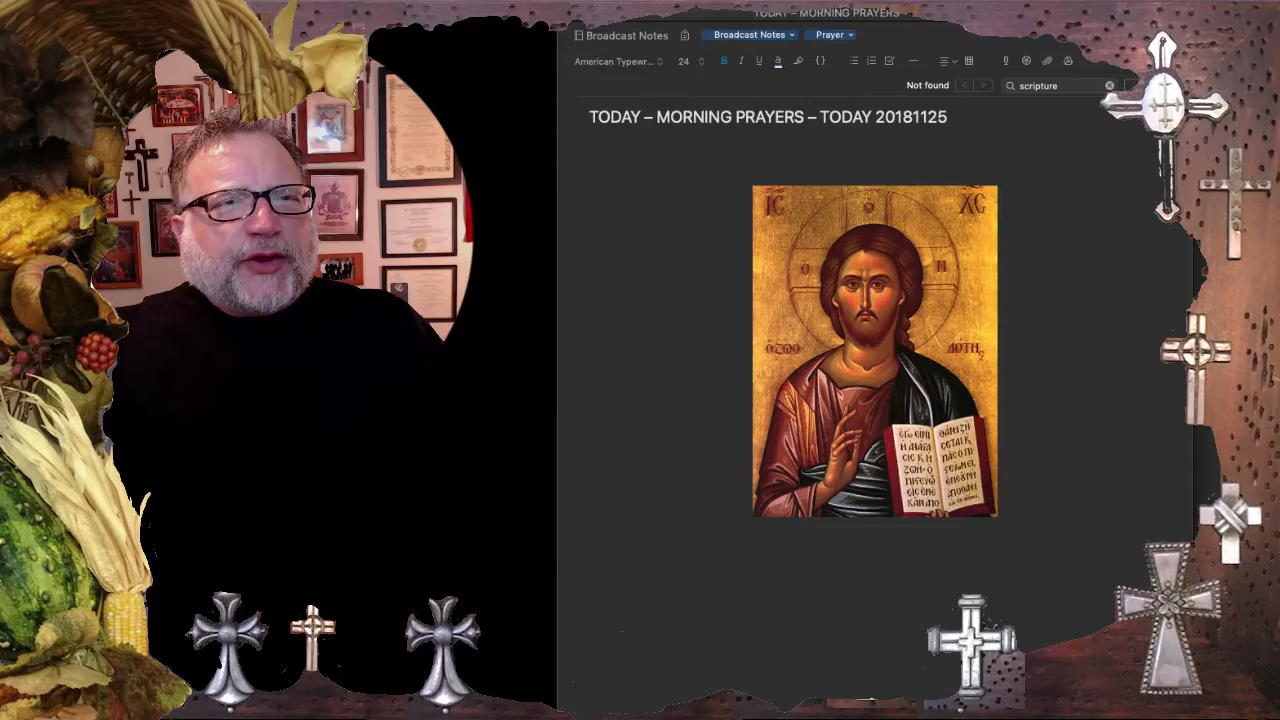 TODAY – MORNING PRAYERS –
Broadcast Notes
Broadcast Notes
Prayer
American Typewr...
24
B I U a {}
Not found
scripture
TODAY – MORNING PRAYERS – TODAY 20181125
IC XC
Ο Η